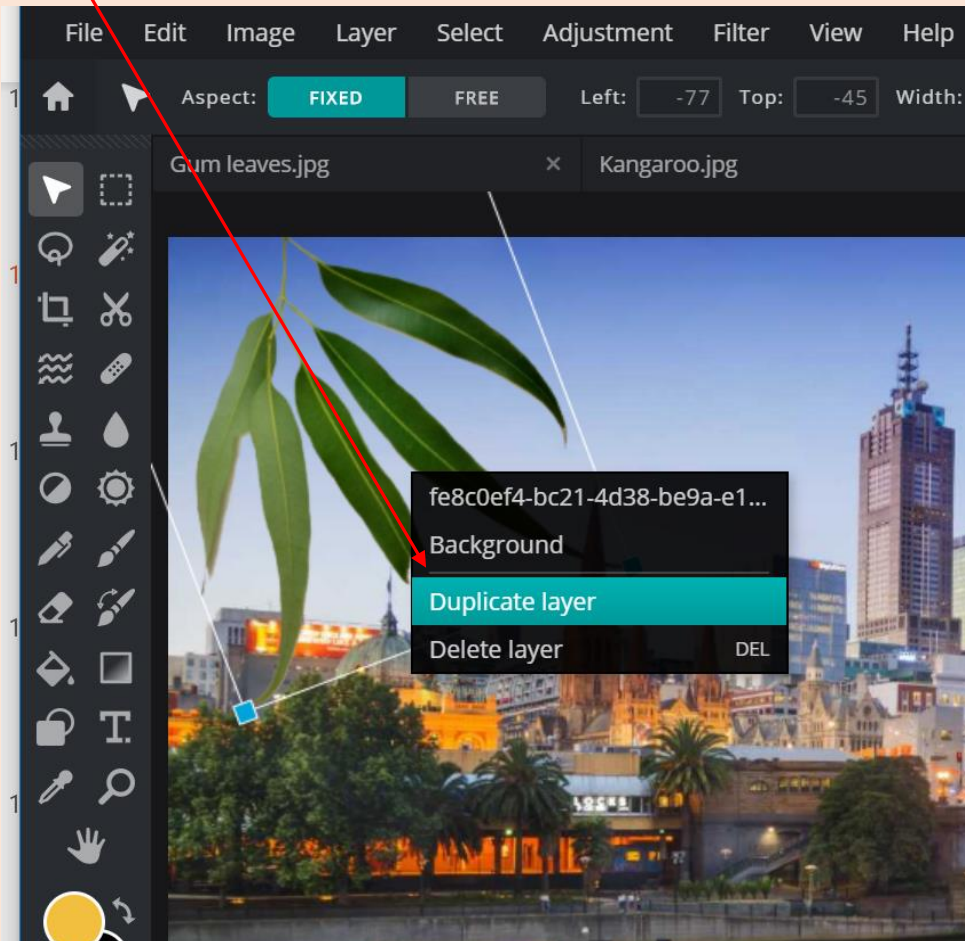 File Edit Image Layer Select Adjustment Filter View Help
Aspect: FIXED FREE Left: -77 Top: -45 Width:
Gum leaves.jpg × Kangaroo.jpg
fe8c0ef4-bc21-4d38-be9a-e1...
Background
Duplicate layer
Delete layer DEL